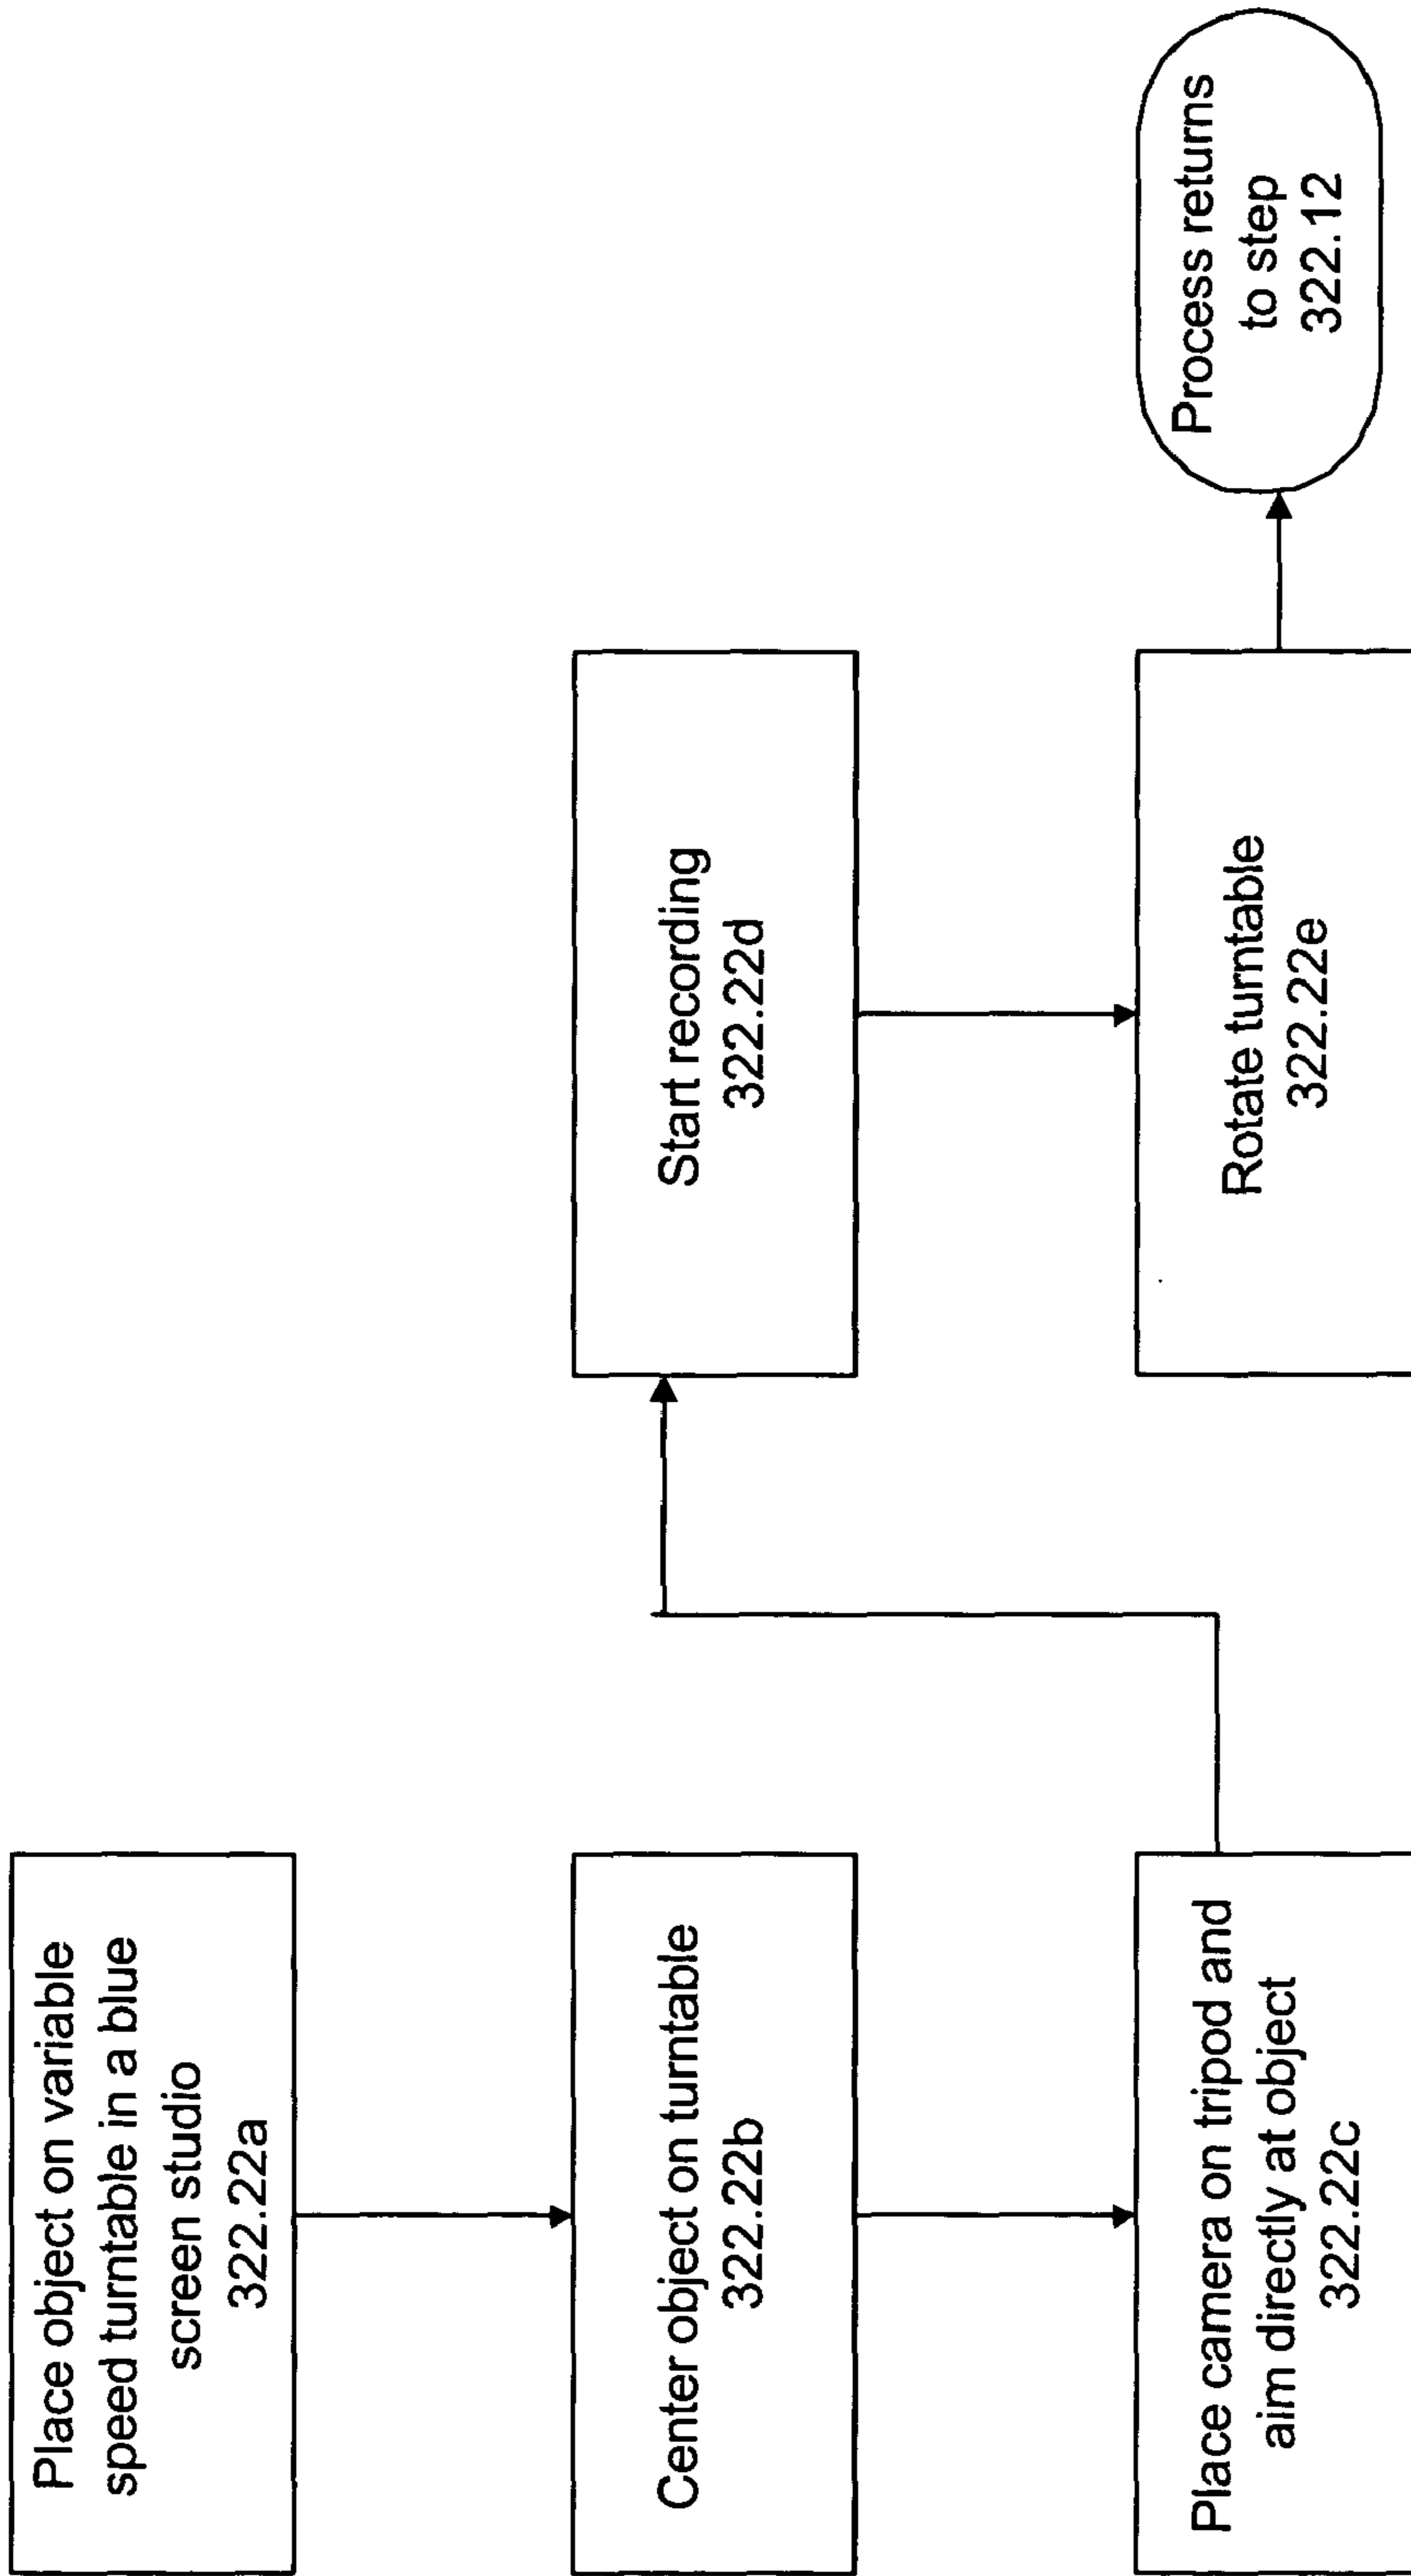 Place object on variable
speed turntable in a blue
screen studio
322.22a
Center object on turntable
322.22b
Place camera on tripod and
aim directly at object
322.22c
Start recording
322.22d
Rotate turntable
322.22e
Process returns
to step
322.12